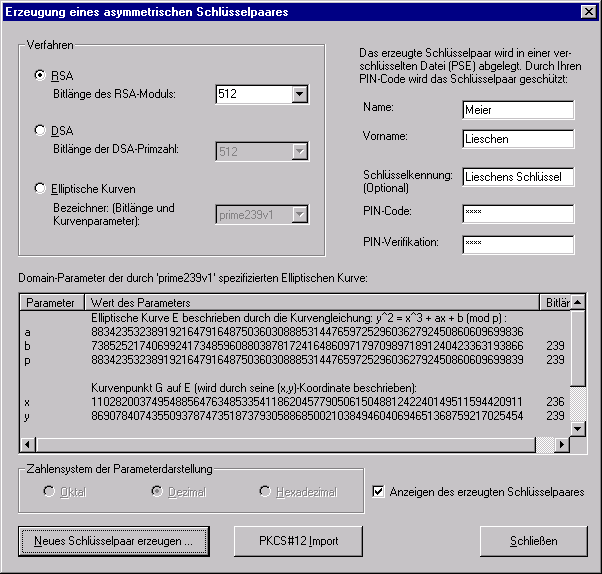 Erzeugung eines asymmetrischen Schlüsselpaares
Verfahren
RSA
Bitlänge des RSA-Moduls: 512
DSA
Bitlänge der DSA-Primzahl: 512
Elliptische Kurven
Bezeichner: (Bitlänge und
Kurvenparameter): prime239v1
Das erzeugte Schlüsselpaar wird in einer ver-
schlüsselten Datei (PSE) abgelegt. Durch Ihren
PIN-Code wird das Schlüsselpaar geschützt:
Name: Meier
Vorname: Lieschen
Schlüsselkennung: Lieschens Schlüssel
(Optional)
PIN-Code: ****
PIN-Verifikation: ****
Domain-Parameter der durch 'prime239v1' spezifizierten Elliptischen Kurve:
Parameter Wert des Parameters Bitlän
Elliptische Kurve E beschrieben durch die Kurvengleichung: y^2 = x^3 + ax + b (mod p) :
a 883423532389192164791648750360308885314476597252960362792450860609699836
b 738525217406992417348596088038781724164860971797098971891240423363193866 239
p 883423532389192164791648750360308885314476597252960362792450860609699839 239
Kurvenpunkt G auf E (wird durch seine (x,y)-Koordinate beschrieben):
x 110282003749548856476348533541186204577905061504881242240149511594420911 236
y 869078407435509378747351873793058868500210384946040694651368759217025454 239
Zahlensystem der Parameterdarstellung
Oktal Dezimal Hexadezimal
Anzeigen des erzeugten Schlüsselpaares
Neues Schlüsselpaar erzeugen ... PKCS#12 Import Schließen